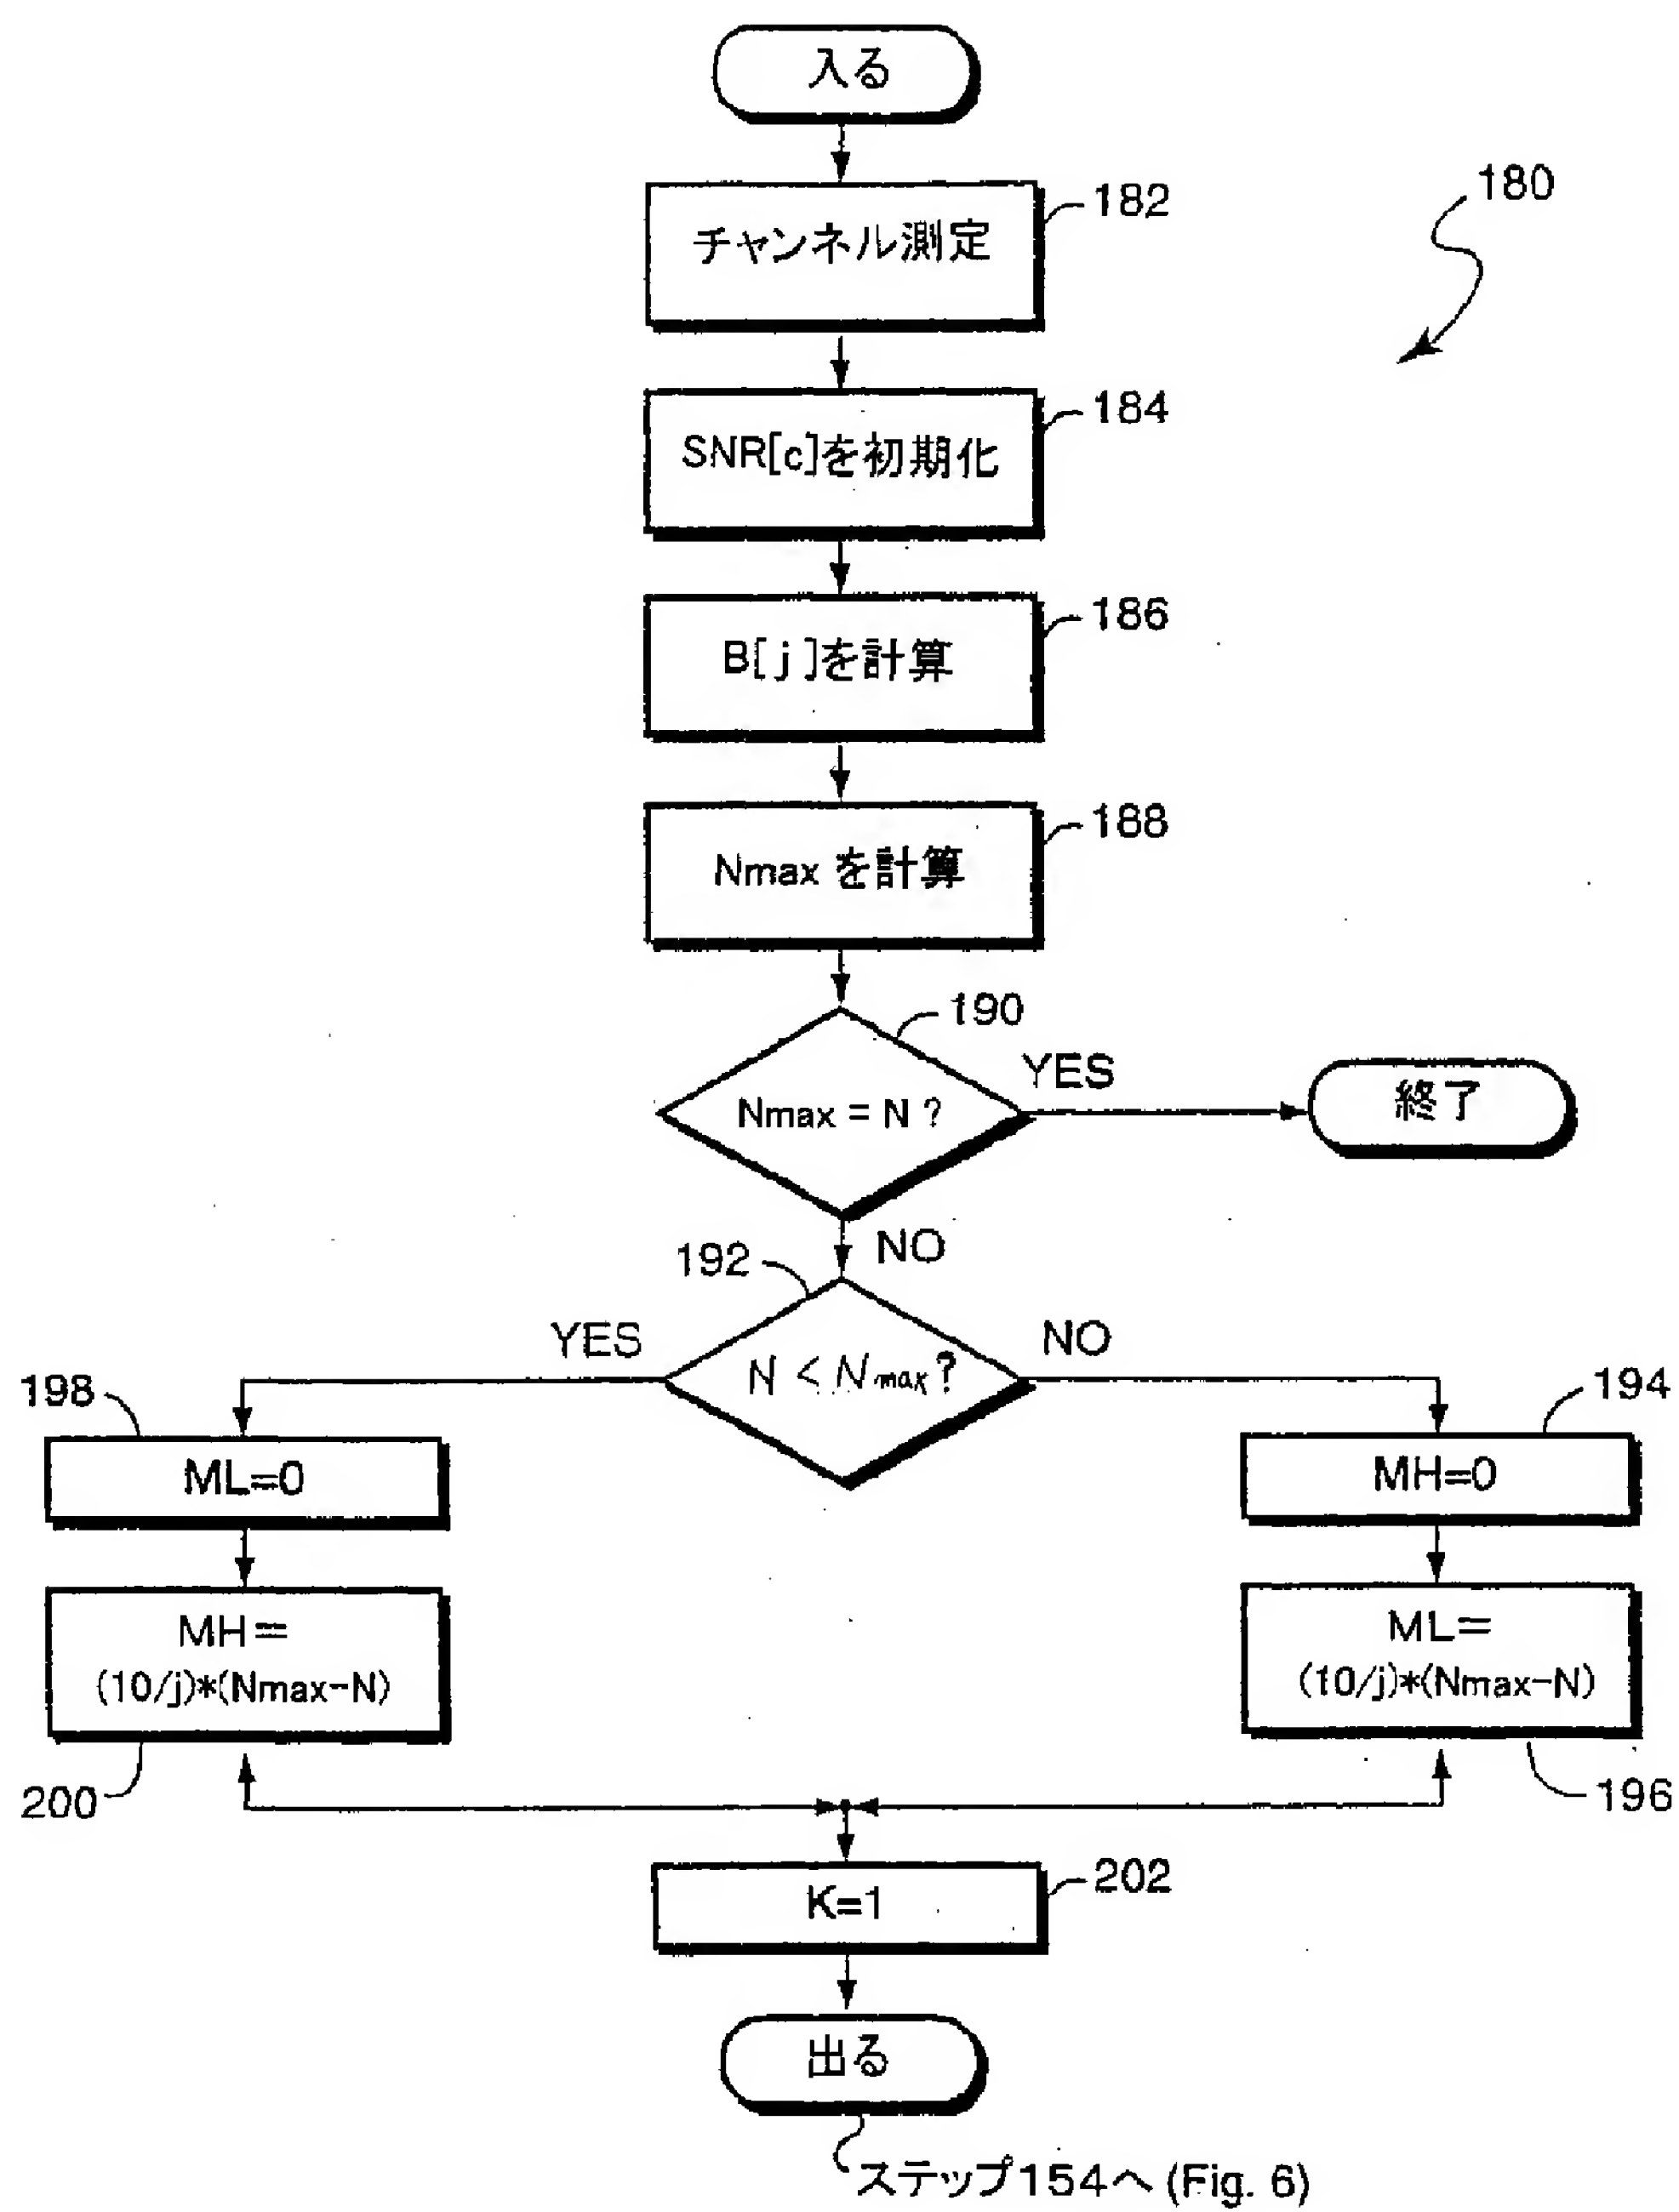 入る
182
チャンネル測定
180
184
SNR[c]を初期化
186
B[j]を計算
188
Nmax を計算
190
Nmax = N ?
YES
終了
NO
192
N < Nmax?
YES
NO
198
ML=0
194
MH=0
MH=
(10/j)*(Nmax-N)
200
ML=
(10/j)*(Nmax-N)
196
202
K=1
出る
ステップ154へ (Fig. 6)